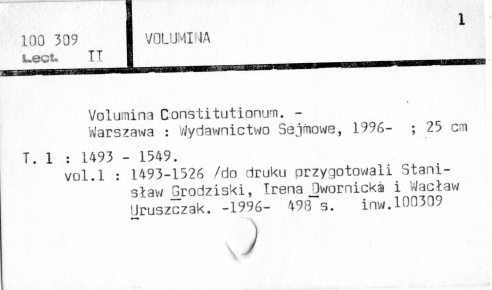 1
100 309
Lect. II
VOLUMINA
Volumina Constitutionum. -
Warszawa : Wydawnictwo Sejmowe, 1996- ; 25 cm
T. 1 : 1493 - 1549.
vol.1 : 1493-1526 /do druku przygotowali Stani-
sław Grodziski, Irena Dwornicka i Wacław
Uruszczak. -1996- 498 s. inw.100309